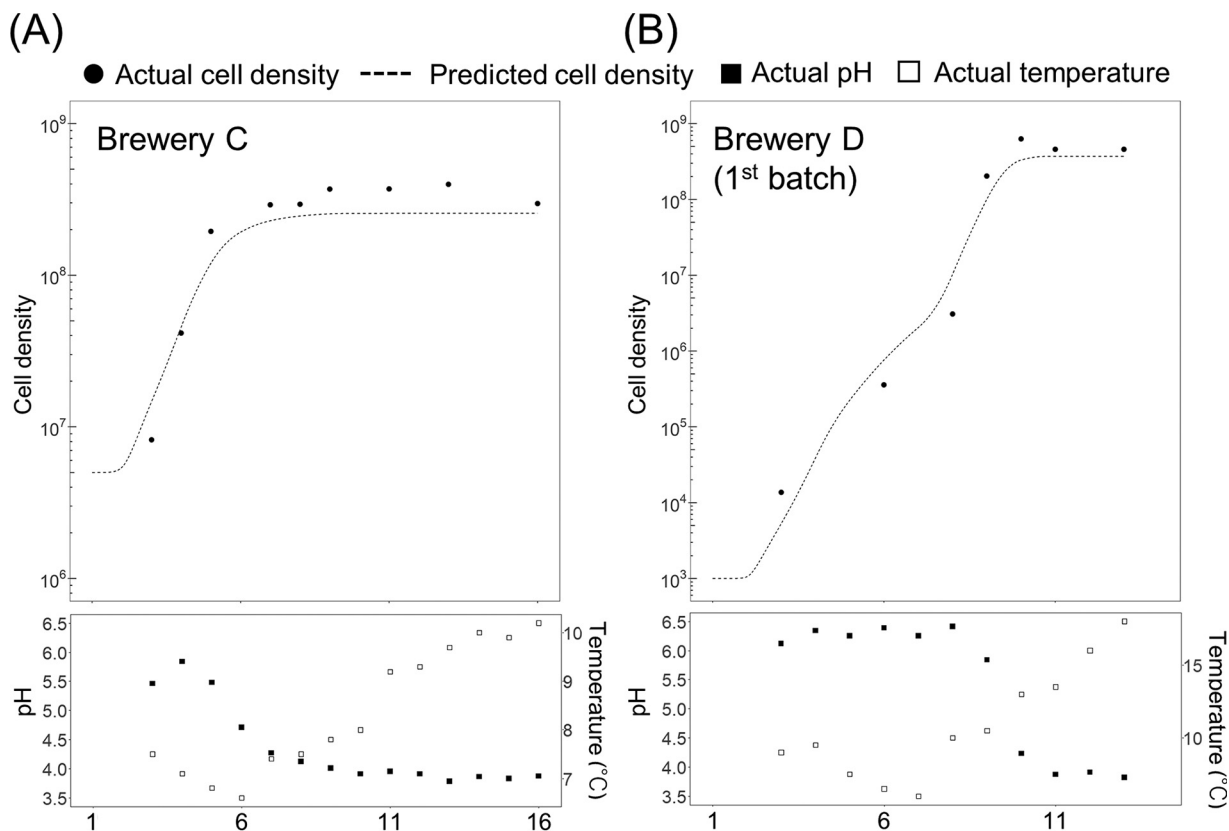 (A)
(B)
Actual cell density
Predicted cell density
Actual pH
Actual temperature
Brewery C
10⁹
10⁸
10⁷
10⁶
Cell density
6.5
6.0
5.5
5.0
4.5
4.0
3.5
pH
10
9
8
7
Temperature (°C)
1
6
11
16
Brewery D
(1st batch)
10⁹
10⁸
10⁷
10⁶
10⁵
10⁴
10³
Cell density
6.5
6.0
5.5
5.0
4.5
4.0
3.5
pH
15
10
Temperature (°C)
1
6
11